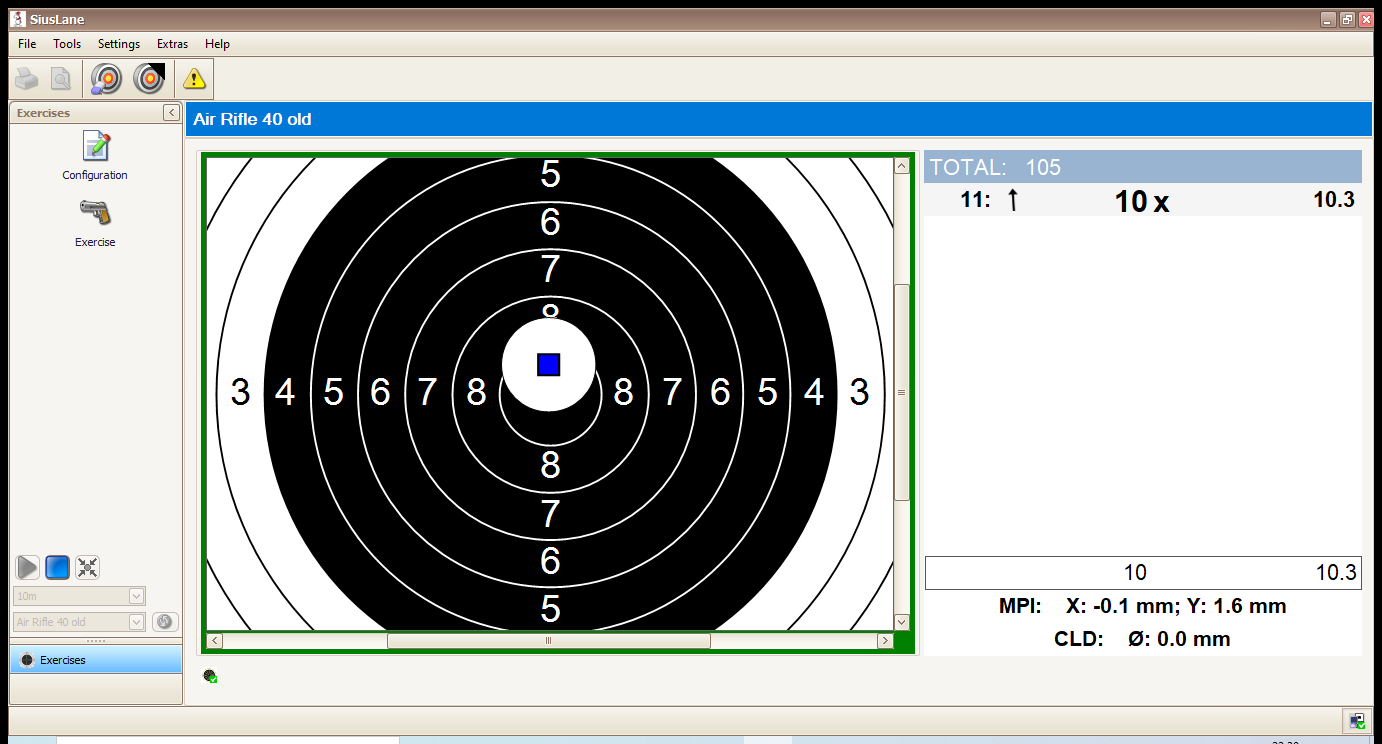 SiusLane
File Tools Settings Extras Help
Exercises
Configuration
Exercise
10m
Air Rifle 40 old
Exercises
Air Rifle 40 old
5
6
7
8
3 4 5 6 7 8 8 7 6 5 4 3
8
7
6
5
TOTAL: 105
11: ↑ 10 x 10.3
10 10.3
MPI: X: -0.1 mm; Y: 1.6 mm
CLD: Ø: 0.0 mm